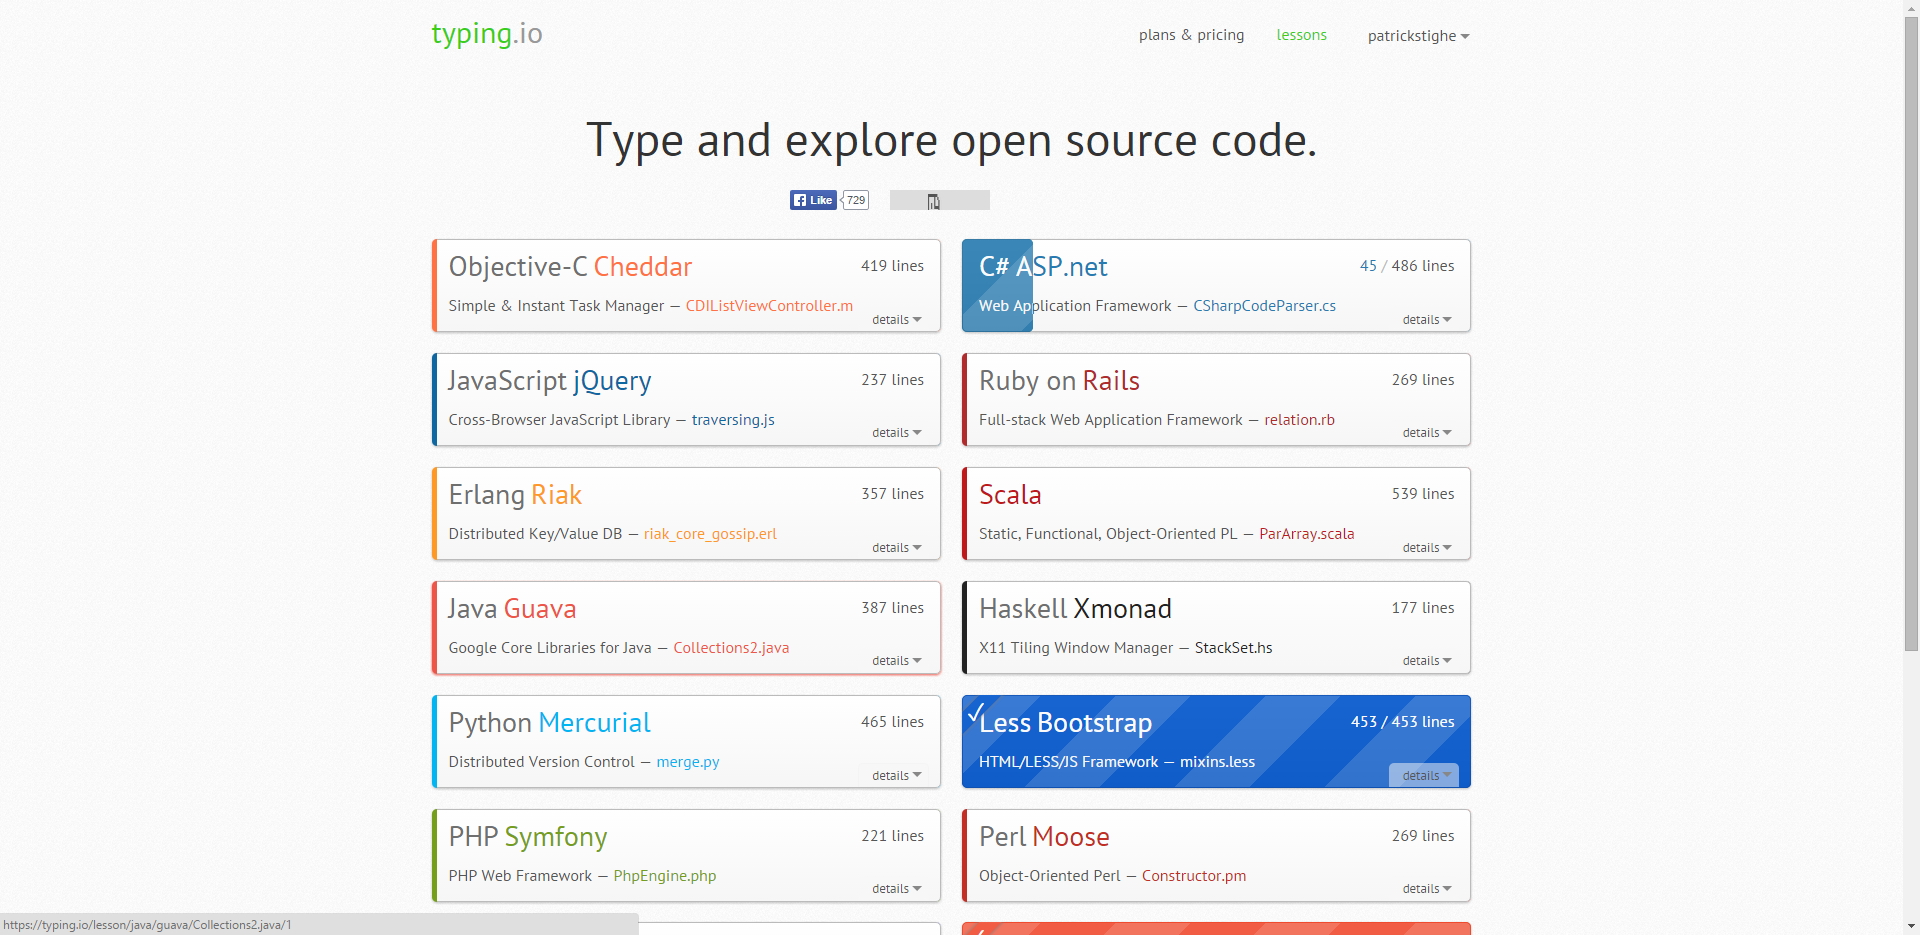 typing.io
plans & pricing
lessons
patrickstighe
Type and explore open source code.
Like
729
Objective-C Cheddar
419 lines
Simple & Instant Task Manager — CDIListViewController.m
details
C# ASP.net
45 / 486 lines
Web Application Framework — CSharpCodeParser.cs
details
JavaScript jQuery
237 lines
Cross-Browser JavaScript Library — traversing.js
details
Ruby on Rails
269 lines
Full-stack Web Application Framework — relation.rb
details
Erlang Riak
357 lines
Distributed Key/Value DB — riak_core_gossip.erl
details
Scala
539 lines
Static, Functional, Object-Oriented PL — ParArray.scala
details
Java Guava
387 lines
Google Core Libraries for Java — Collections2.java
details
Haskell Xmonad
177 lines
X11 Tiling Window Manager — StackSet.hs
details
Python Mercurial
465 lines
Distributed Version Control — merge.py
details
Less Bootstrap
453 / 453 lines
HTML/LESS/JS Framework — mixins.less
details
PHP Symfony
221 lines
PHP Web Framework — PhpEngine.php
details
Perl Moose
269 lines
Object-Oriented Perl — Constructor.pm
details
https://typing.io/lesson/java/guava/Collections2.java/1